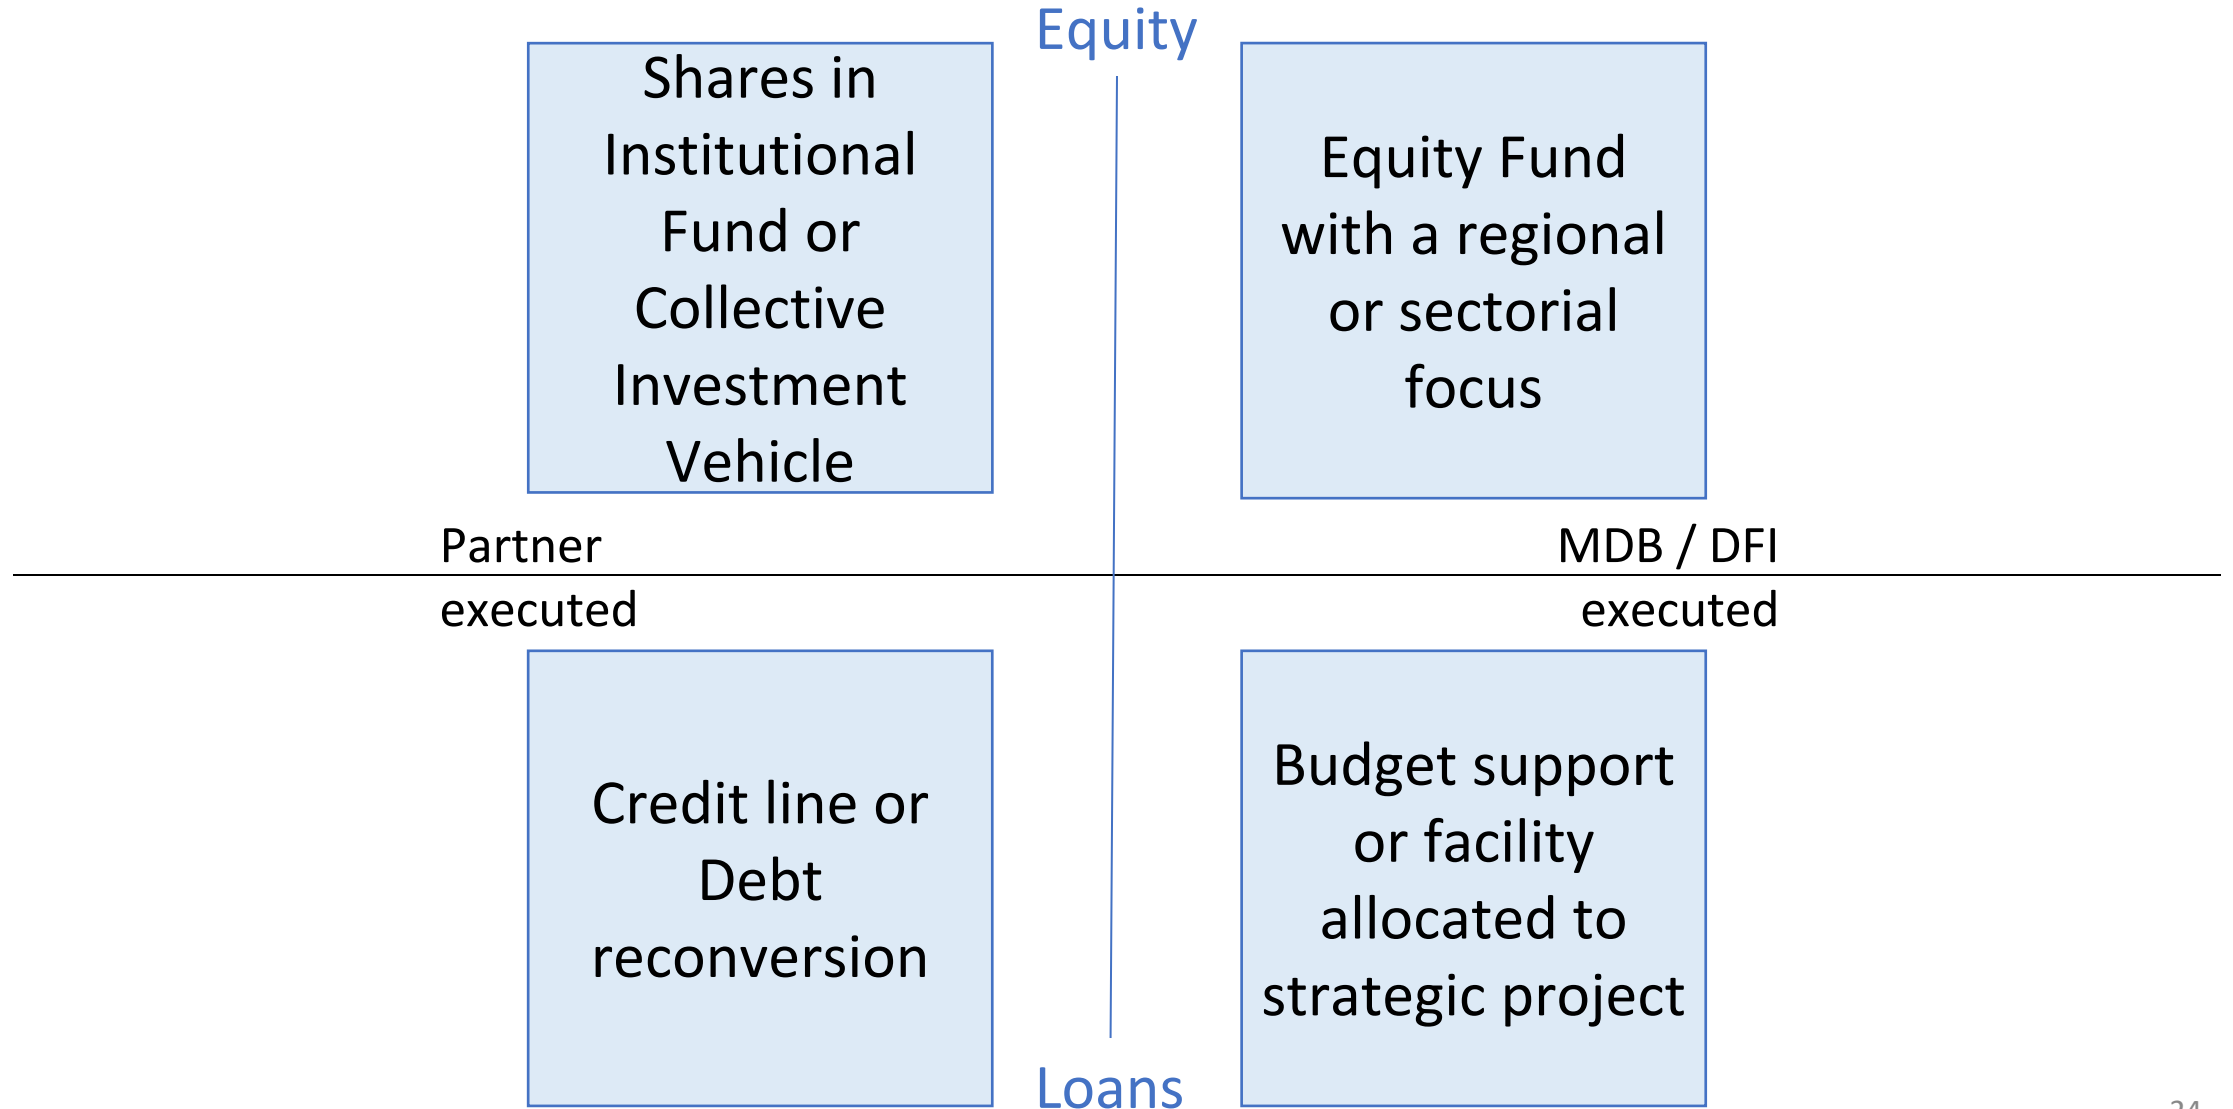 Equity
Shares in
Institutional
Fund or
Collective
Investment
Vehicle
Equity Fund
with a regional
or sectorial
focus
Partner
executed
MDB / DFI
executed
Credit line or
Debt
reconversion
Budget support
or facility
allocated to
strategic project
Loans